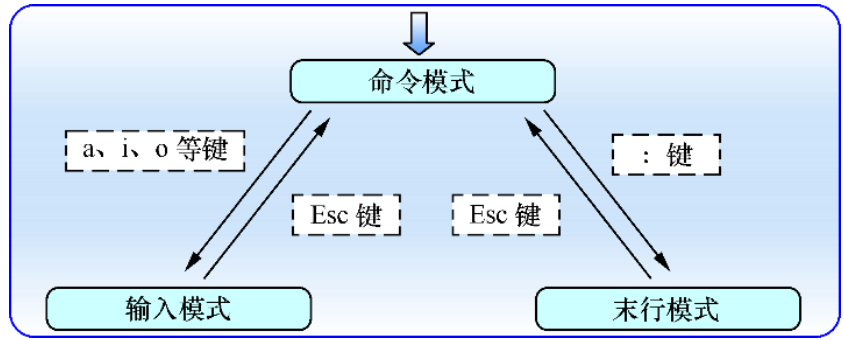 命令模式
a、i、o 等键
: 键
Esc 键
Esc 键
输入模式
末行模式